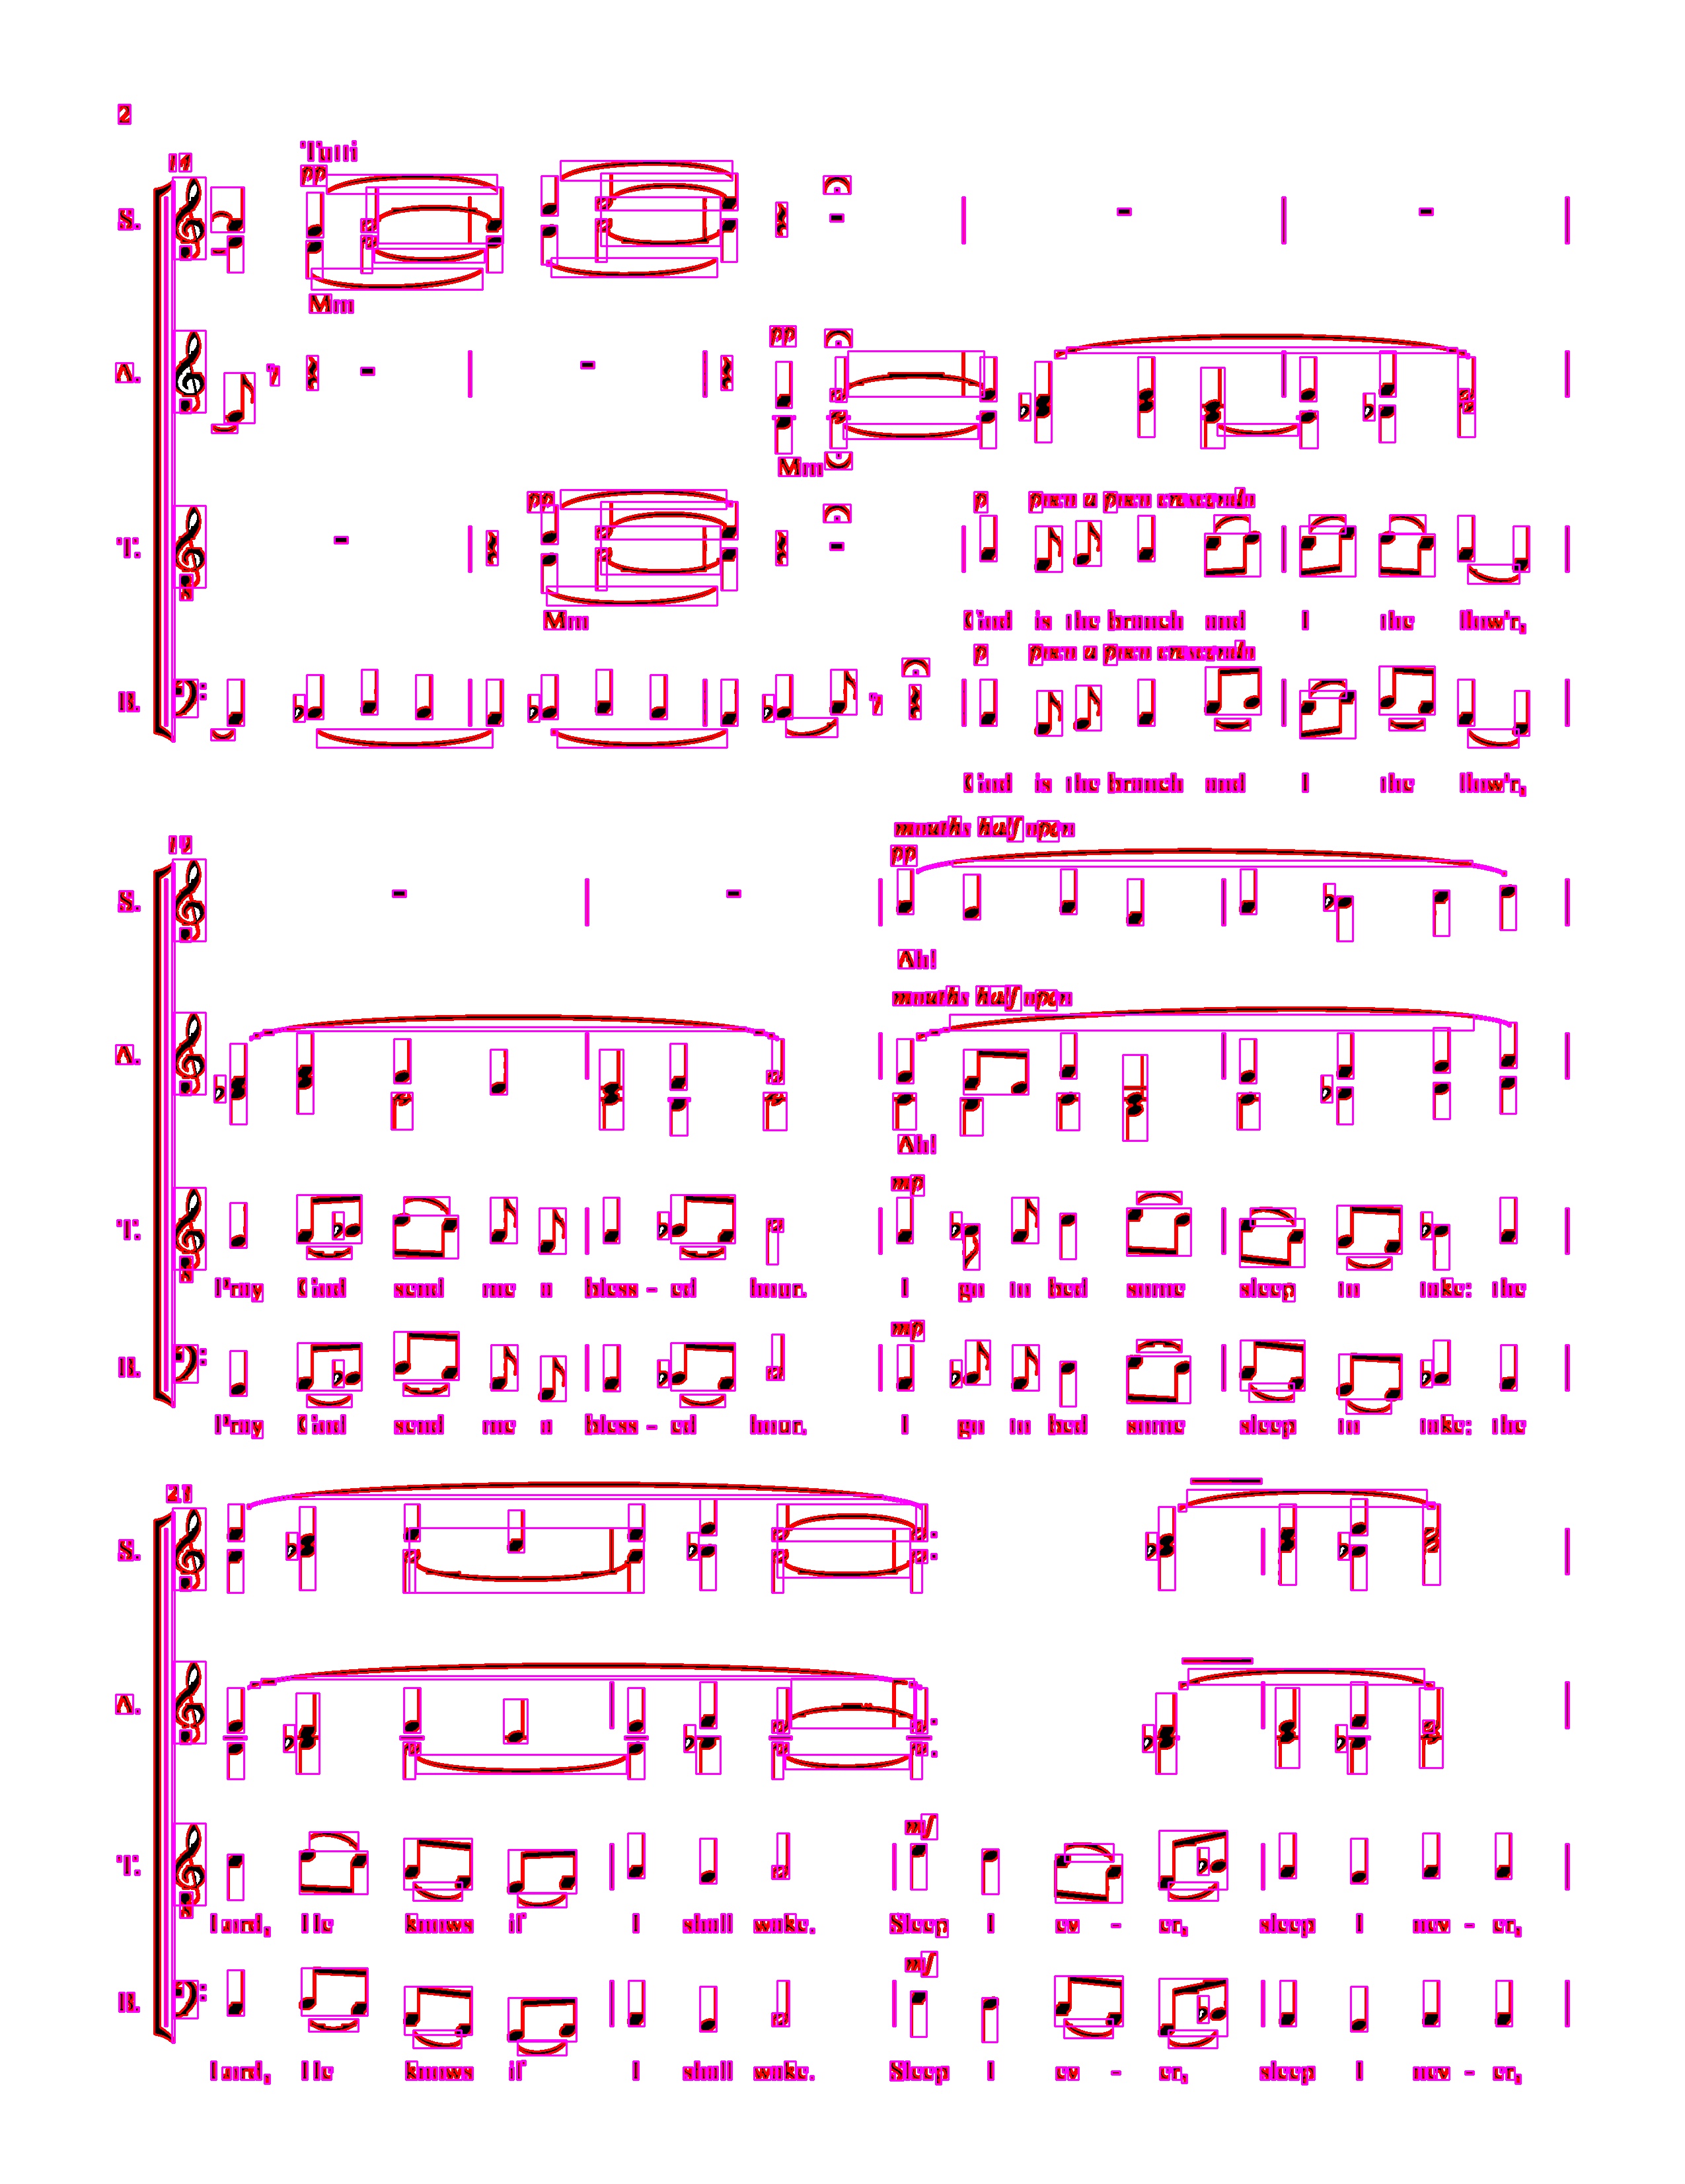 2
14
Tutti
S.
pp
Mm
pp
A.
Mm
pp
p poco a poco crescendo
T.
Mm
God is the branch and I the flow'r,
p poco a poco crescendo
B.
God is the branch and I the flow'r,
mouths half open
19
pp
S.
Ah!
mouths half open
A.
Ah!
mp
T.
Pray God send me a bless - ed hour. I go to bed some sleep to take: the
mp
B.
Pray God send me a bless - ed hour. I go to bed some sleep to take: the
S.
A.
mf
T.
Lord, He knows if I shall wake. Sleep I ev - er, sleep I nev - er,
mf
B.
Lord, He knows if I shall wake. Sleep I ev - er, sleep I nev - er,